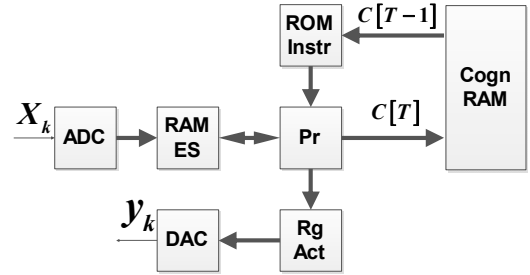 ROM
Instr
C[T-1]
Cogn
RAM
X_k
ADC
RAM
ES
Pr
C[T]
y_k
DAC
Rg
Act